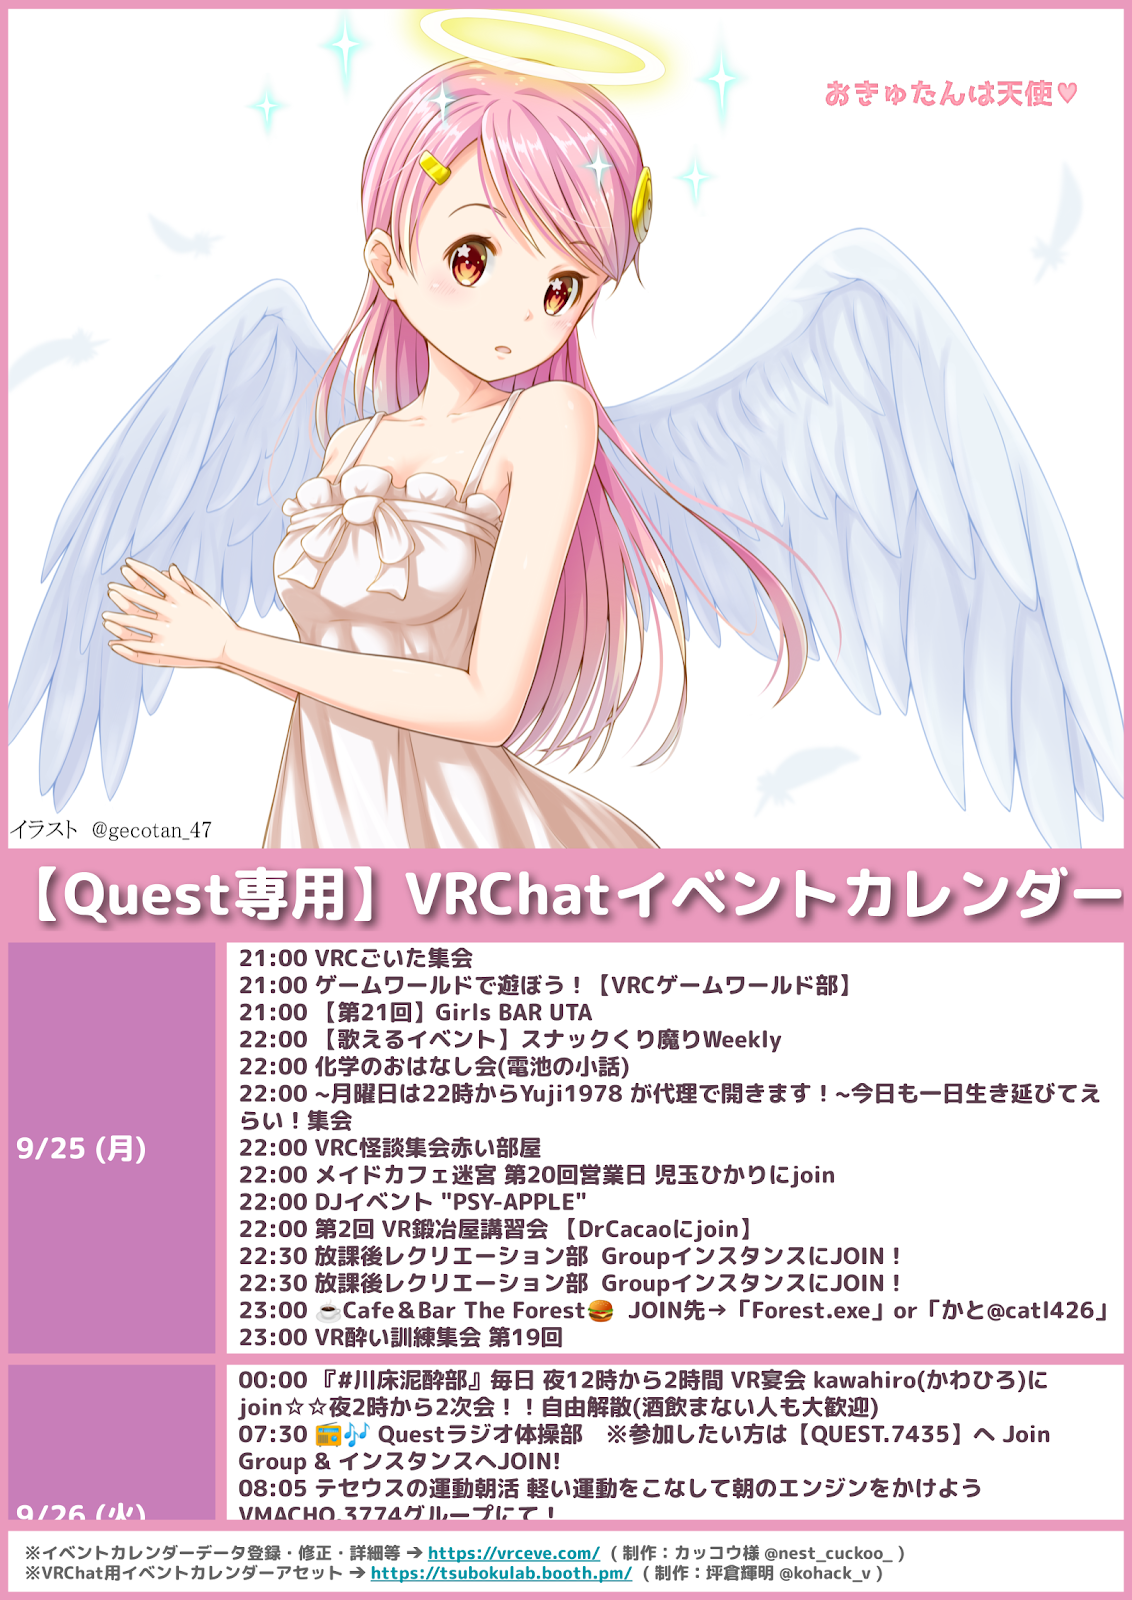 おきゅたんは天使♥
イラスト @gecotan_47
【Quest専用】VRChatイベントカレンダー
9/25 (月)
21:00 VRCごいた集会
21:00 ゲームワールドで遊ぼう！【VRCゲームワールド部】
21:00 【第21回】Girls BAR UTA
22:00 【歌えるイベント】スナックくり魔りWeekly
22:00 化学のおはなし会(電池の小話)
22:00 ~月曜日は22時からYuji1978 が代理で開きます！~今日も一日生き延びてえ
らい！集会
22:00 VRC怪談集会赤い部屋
22:00 メイドカフェ迷宮 第20回営業日 児玉ひかりにjoin
22:00 DJイベント "PSY-APPLE"
22:00 第2回 VR鍛冶屋講習会 【DrCacaoにjoin】
22:30 放課後レクリエーション部 GroupインスタンスにJOIN！
22:30 放課後レクリエーション部 GroupインスタンスにJOIN！
23:00 ☕Cafe＆Bar The Forest🍔 JOIN先→「Forest.exe」or「かと@catl426」
23:00 VR酔い訓練集会 第19回
9/26 (火)
00:00 『#川床泥酔部』毎日 夜12時から2時間 VR宴会 kawahiro(かわひろ)に
join☆☆夜2時から2次会！！自由解散(酒飲まない人も大歓迎)
07:30 📻🎶 Questラジオ体操部　※参加したい方は【QUEST.7435】へ Join
Group & インスタンスへJOIN!
08:05 テセウスの運動朝活 軽い運動をこなして朝のエンジンをかけよう
VMACHO.3774グループにて！
※イベントカレンダーデータ登録・修正・詳細等 → https://vrceve.com/ （ 制作：カッコウ様 @nest_cuckoo_ ）
※VRChat用イベントカレンダーアセット → https://tsubokulab.booth.pm/ （ 制作：坪倉輝明 @kohack_v ）